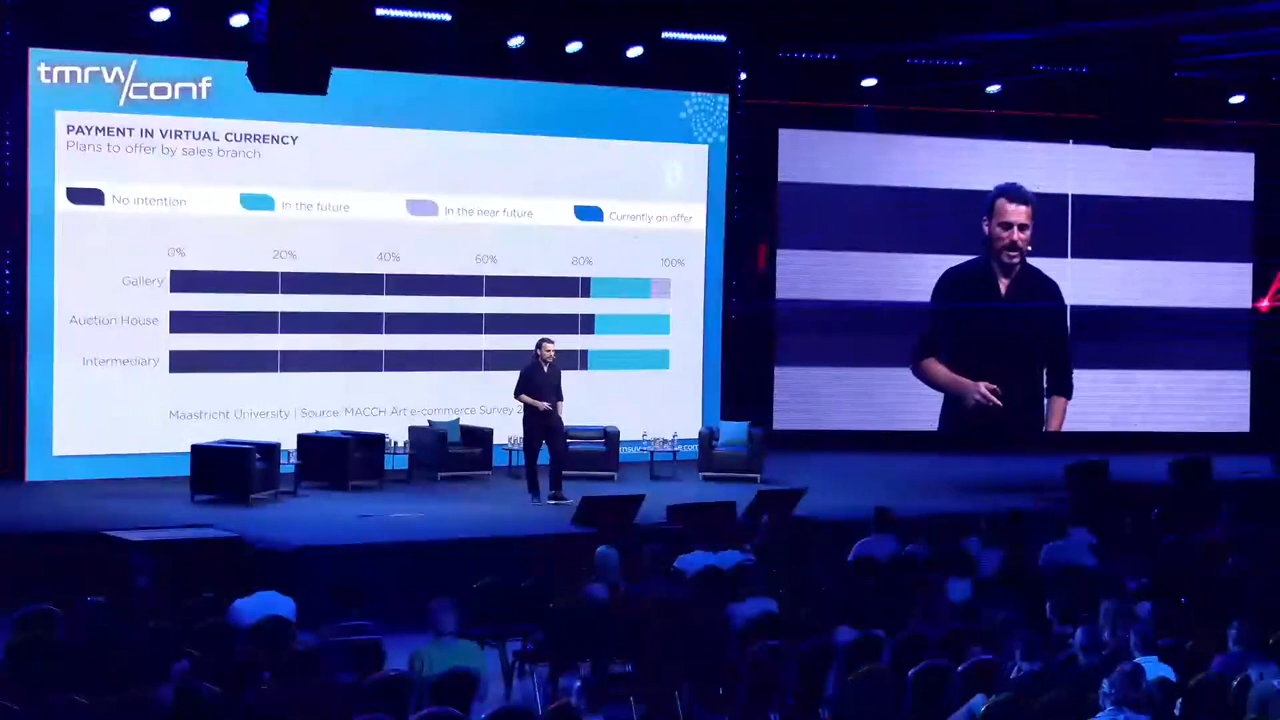 tmrw/conf
PAYMENT IN VIRTUAL CURRENCY
Plans to offer by sales branch
No intention
In the future
In the near future
Currently on offer
0% 20% 40% 60% 80% 100%
Gallery
Auction House
Intermediary
Maastricht University | Source: MACCH Art e-commerce Survey